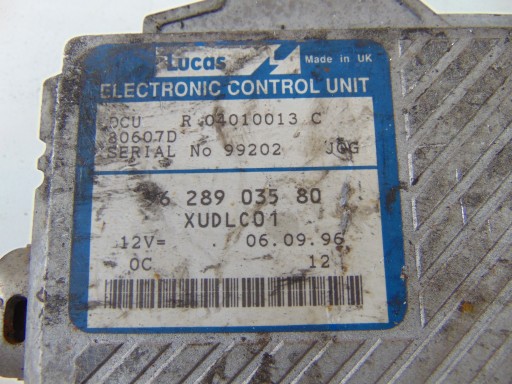 Lucas Made in UK
ELECTRONIC CONTROL UNIT
DCU R 04010013 C
80607D
SERIAL No 99202 JCG
96 289 035 80
XUDLC01
12V= . 06.09.96
0C 12